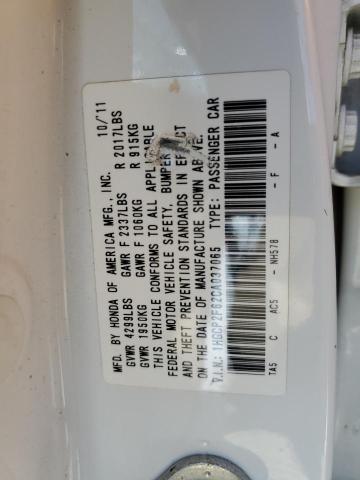 MFD. BY HONDA OF AMERICA MFG., INC. 10/'11
GVWR 4299LBS GAWR F 2337LBS R 2017LBS
GVWR 1950KG GAWR F 1060KG R 915KG
THIS VEHICLE CONFORMS TO ALL APPLICABLE
FEDERAL MOTOR VEHICLE SAFETY, BUMPER
AND THEFT PREVENTION STANDARDS IN EFFECT
ON THE DATE OF MANUFACTURE SHOWN ABOVE.
V.I.N.: 1HGCP2F62CA037065 TYPE: PASSENGER CAR
TA5 C AC5 - NH578 - F - A